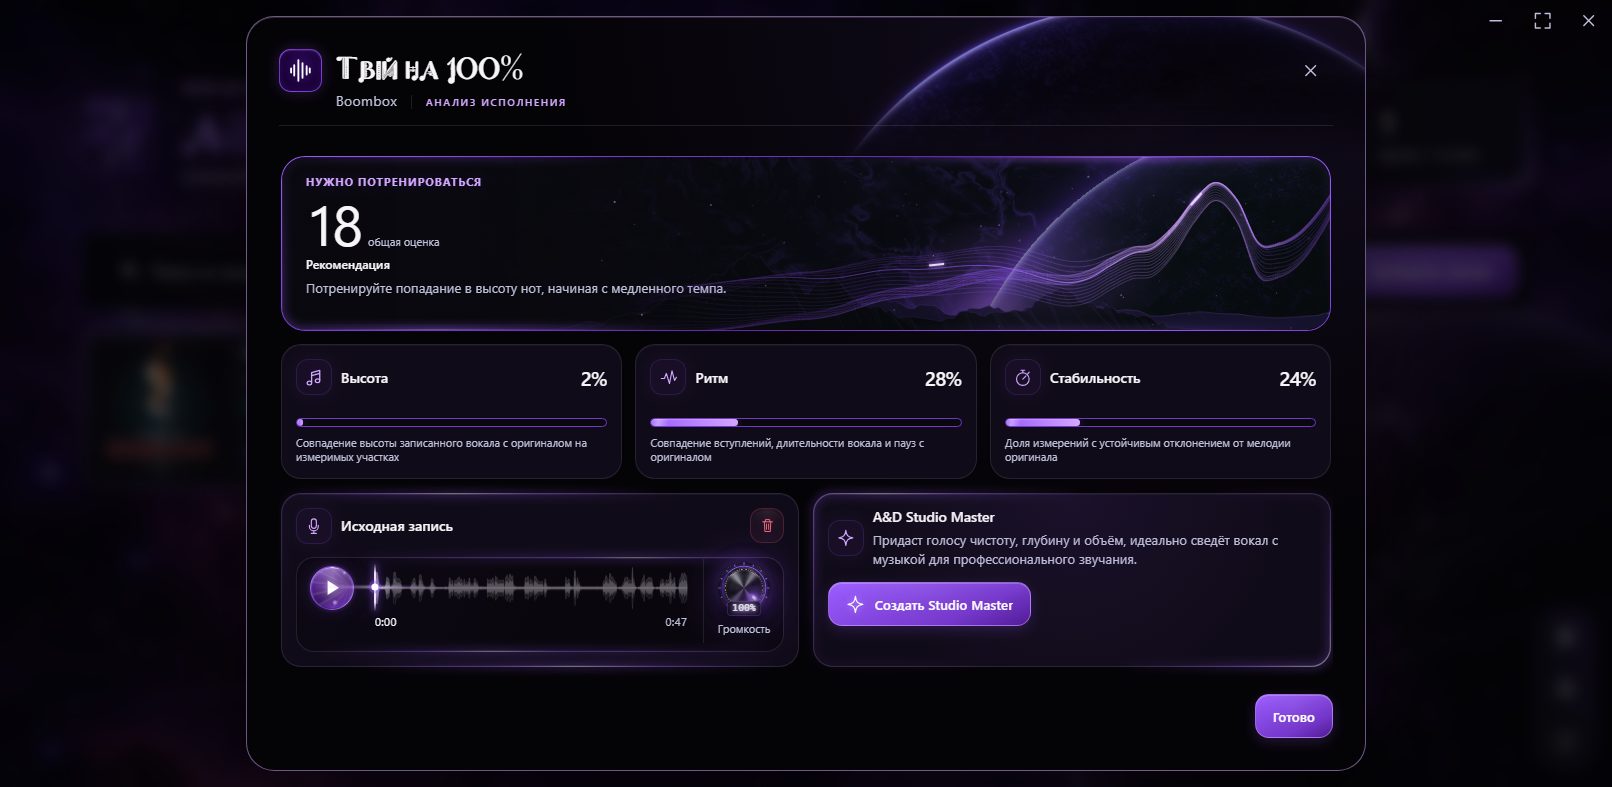 Твій на 100%
Boombox
АНАЛИЗ ИСПОЛНЕНИЯ
НУЖНО ПОТРЕНИРОВАТЬСЯ
18 общая оценка
Рекомендация
Потренируйте попадание в высоту нот, начиная с медленного темпа.
Высота 2%
Совпадение высоты записанного вокала с оригиналом на
измеримых участках
Ритм 28%
Совпадение вступлений, длительности вокала и пауз с
оригиналом
Стабильность 24%
Доля измерений с устойчивым отклонением от мелодии
оригинала
Исходная запись
0:00
0:47
100%
Громкость
A&D Studio Master
Придаст голосу чистоту, глубину и объём, идеально сведёт вокал с
музыкой для профессионального звучания.
Создать Studio Master
Готово